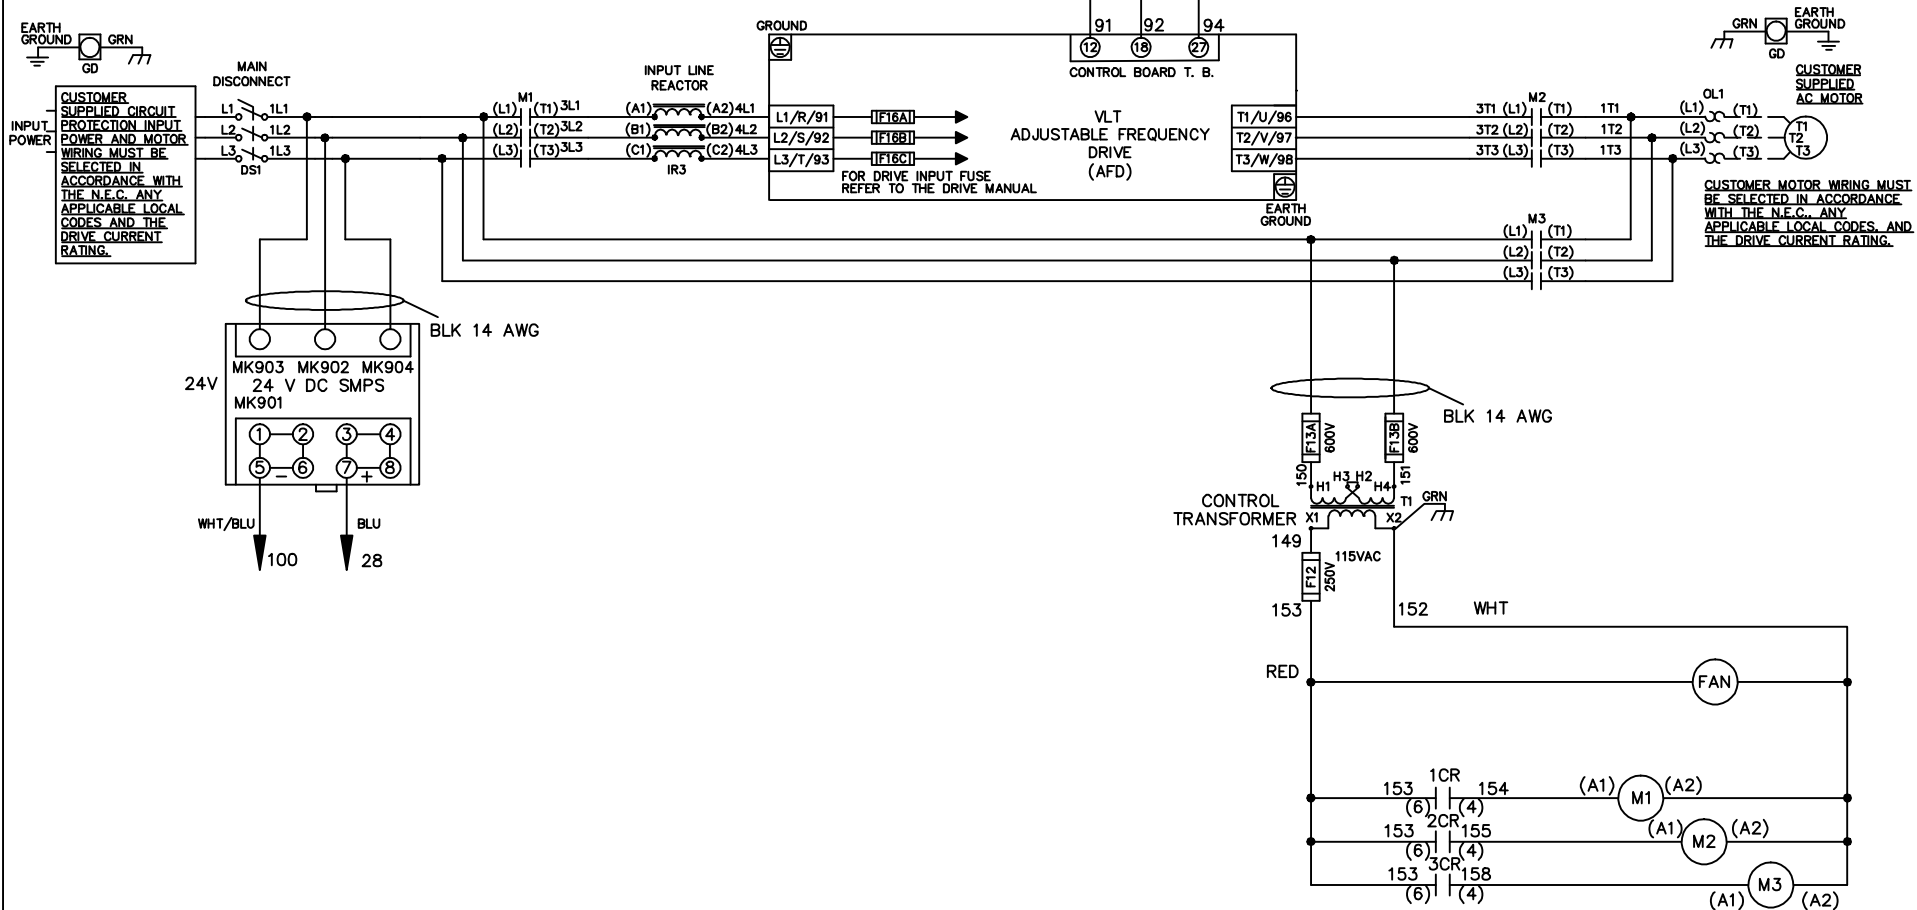 EARTH
GROUND
GRN
GD
INPUT
POWER
CUSTOMER
SUPPLIED CIRCUIT
PROTECTION INPUT
POWER AND MOTOR
WIRING MUST BE
SELECTED IN
ACCORDANCE WITH
THE N.E.C. ANY
APPLICABLE LOCAL
CODES AND THE
DRIVE CURRENT
RATING.
MAIN
DISCONNECT
L1 1L1
L2 1L2
L3 1L3
DS1
M1
(L1) (T1) 3L1
(L2) (T2) 3L2
(L3) (T3) 3L3
INPUT LINE
REACTOR
(A1) (A2) 4L1
(B1) (B2) 4L2
(C1) (C2) 4L3
IR3
GROUND
91 92 94
12 18 27
CONTROL BOARD T. B.
L1/R/91
L2/S/92
L3/T/93
F16A
F16B
F16C
FOR DRIVE INPUT FUSE
REFER TO THE DRIVE MANUAL
VLT
ADJUSTABLE FREQUENCY
DRIVE
(AFD)
T1/U/96
T2/V/97
T3/W/98
EARTH
GROUND
M2
3T1 (L1) (T1) 1T1
3T2 (L2) (T2) 1T2
3T3 (L3) (T3) 1T3
M3
(L1) (T1)
(L2) (T2)
(L3) (T3)
OL1
(L1) (T1)
(L2) (T2)
(L3) (T3)
T1
T2
T3
GRN
EARTH
GROUND
GD
CUSTOMER
SUPPLIED
AC MOTOR
CUSTOMER MOTOR WIRING MUST
BE SELECTED IN ACCORDANCE
WITH THE N.E.C., ANY
APPLICABLE LOCAL CODES, AND
THE DRIVE CURRENT RATING.
BLK 14 AWG
MK903 MK902 MK904
24V
24 V DC SMPS
MK901
1 2 3 4
5 6 7 8
- +
WHT/BLU
BLU
100
28
BLK 14 AWG
F13A
600V
F13B
600V
150
151
H1 H3 H2 H4
T1
GRN
CONTROL
TRANSFORMER
X1 X2
149
115VAC
F12
250V
153
152
WHT
RED
FAN
1CR
153 154
(6) (4)
(A1) M1 (A2)
2CR
153 155
(6) (4)
(A1) M2 (A2)
3CR
153 158
(6) (4)
(A1) M3 (A2)